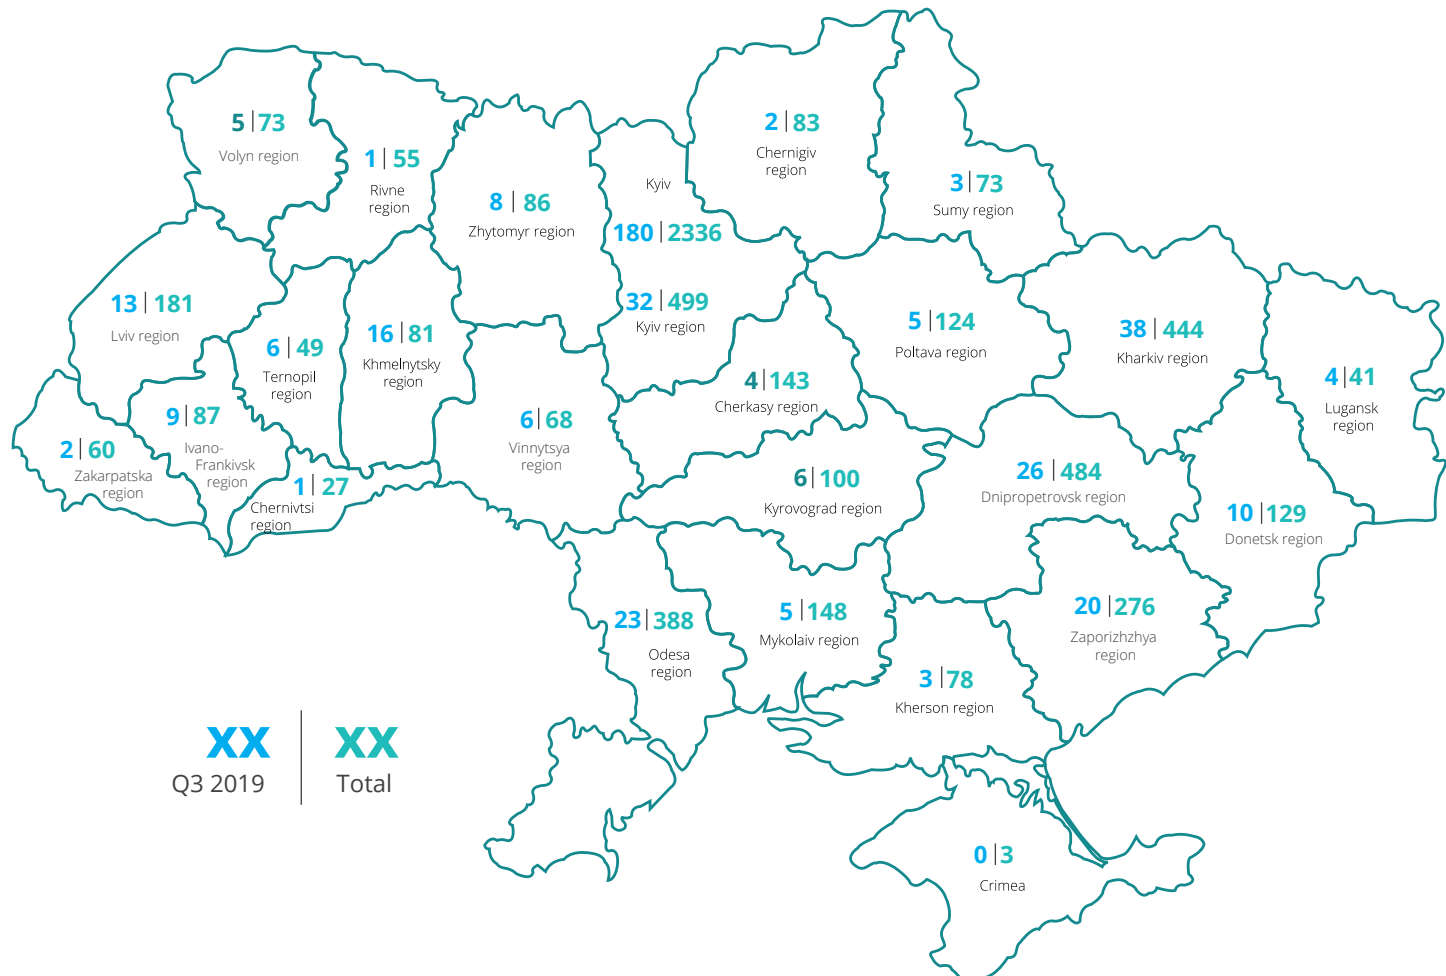 5|73
Volyn region
1|55
Rivne
region
8|86
Zhytomyr region
Kyiv
180|2336
32|499
Kyiv region
2|83
Chernigiv
region
3|73
Sumy region
13|181
Lviv region
6|49
Ternopil
region
16|81
Khmelnytsky
region
4|143
Cherkasy region
5|124
Poltava region
38|444
Kharkiv region
4|41
Lugansk
region
2|60
Zakarpatska
region
9|87
Ivano-
Frankivsk
region
1|27
Chernivtsi
region
6|68
Vinnytsya
region
6|100
Kyrovograd region
26|484
Dnipropetrovsk region
10|129
Donetsk region
23|388
Odesa
region
5|148
Mykolaiv region
20|276
Zaporizhzhya
region
3|78
Kherson region
0|3
Crimea
XX | XX
Q3 2019 | Total